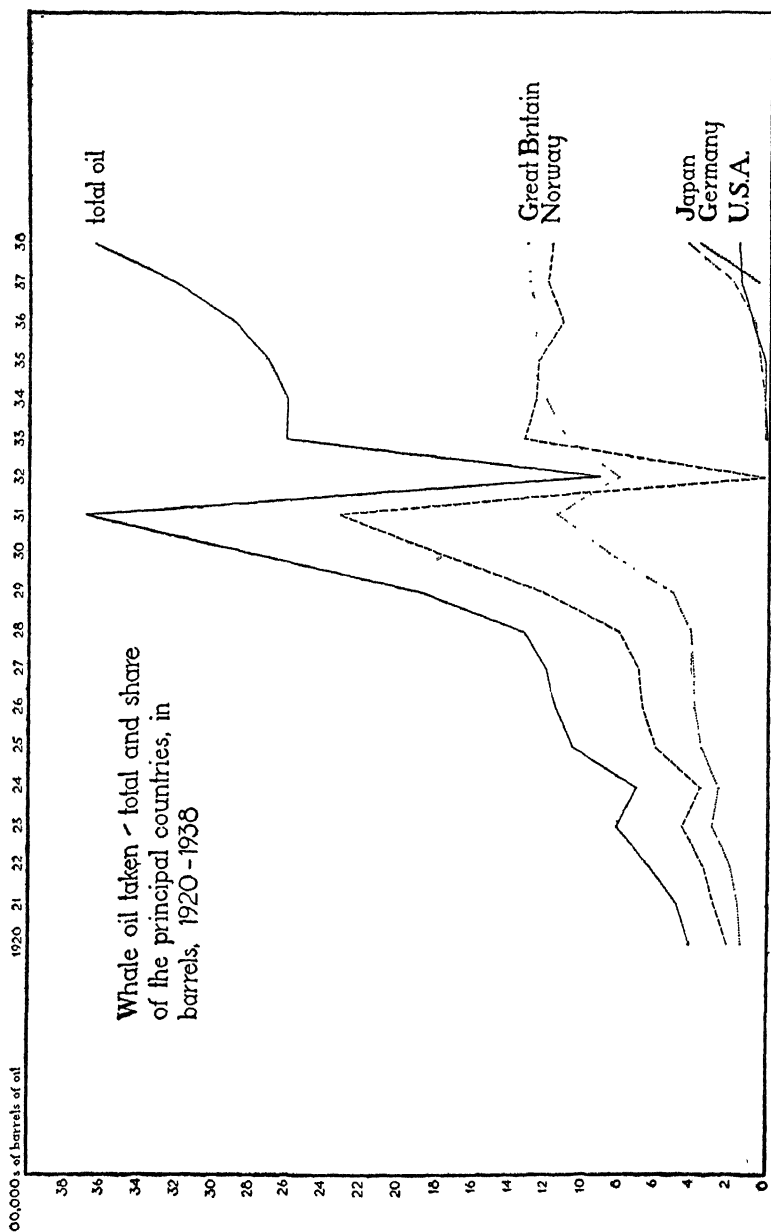 00,000s of barrels of oil
1920 21 22 23 24 25 26 27 28 29 30 31 32 33 34 35 36 37 38
38
36
34
32
30
28
26
24
22
20
18
16
14
12
10
8
6
4
2
0
Whale oil taken - total and share
of the principal countries, in
barrels, 1920-1938
total oil
Great Britain
Norway
Japan
Germany
U.S.A.